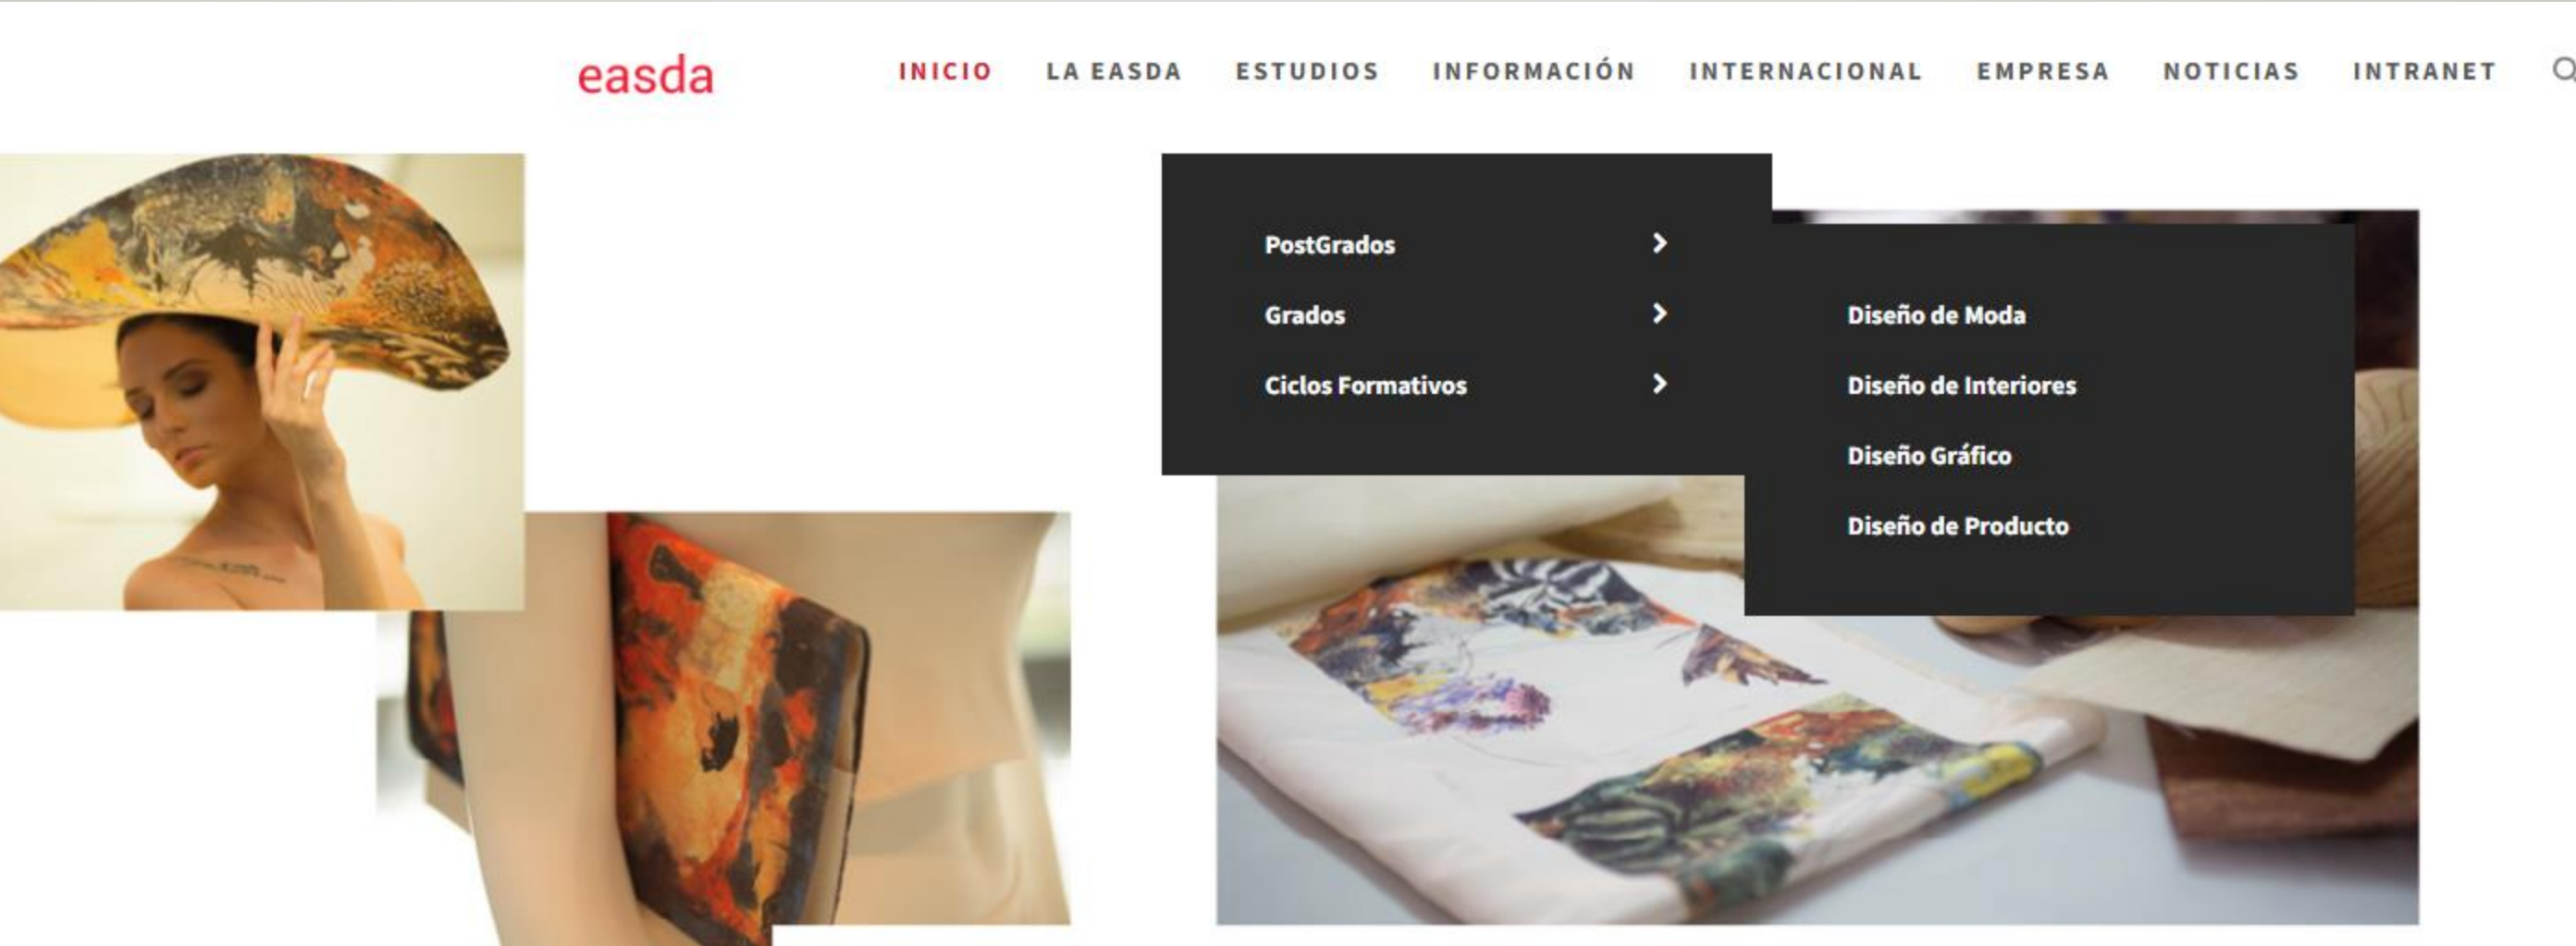 easda
INICIO LA EASDA ESTUDIOS INFORMACIÓN INTERNACIONAL EMPRESA NOTICIAS INTRANET
PostGrados
Grados
Ciclos Formativos
Diseño de Moda
Diseño de Interiores
Diseño Gráfico
Diseño de Producto